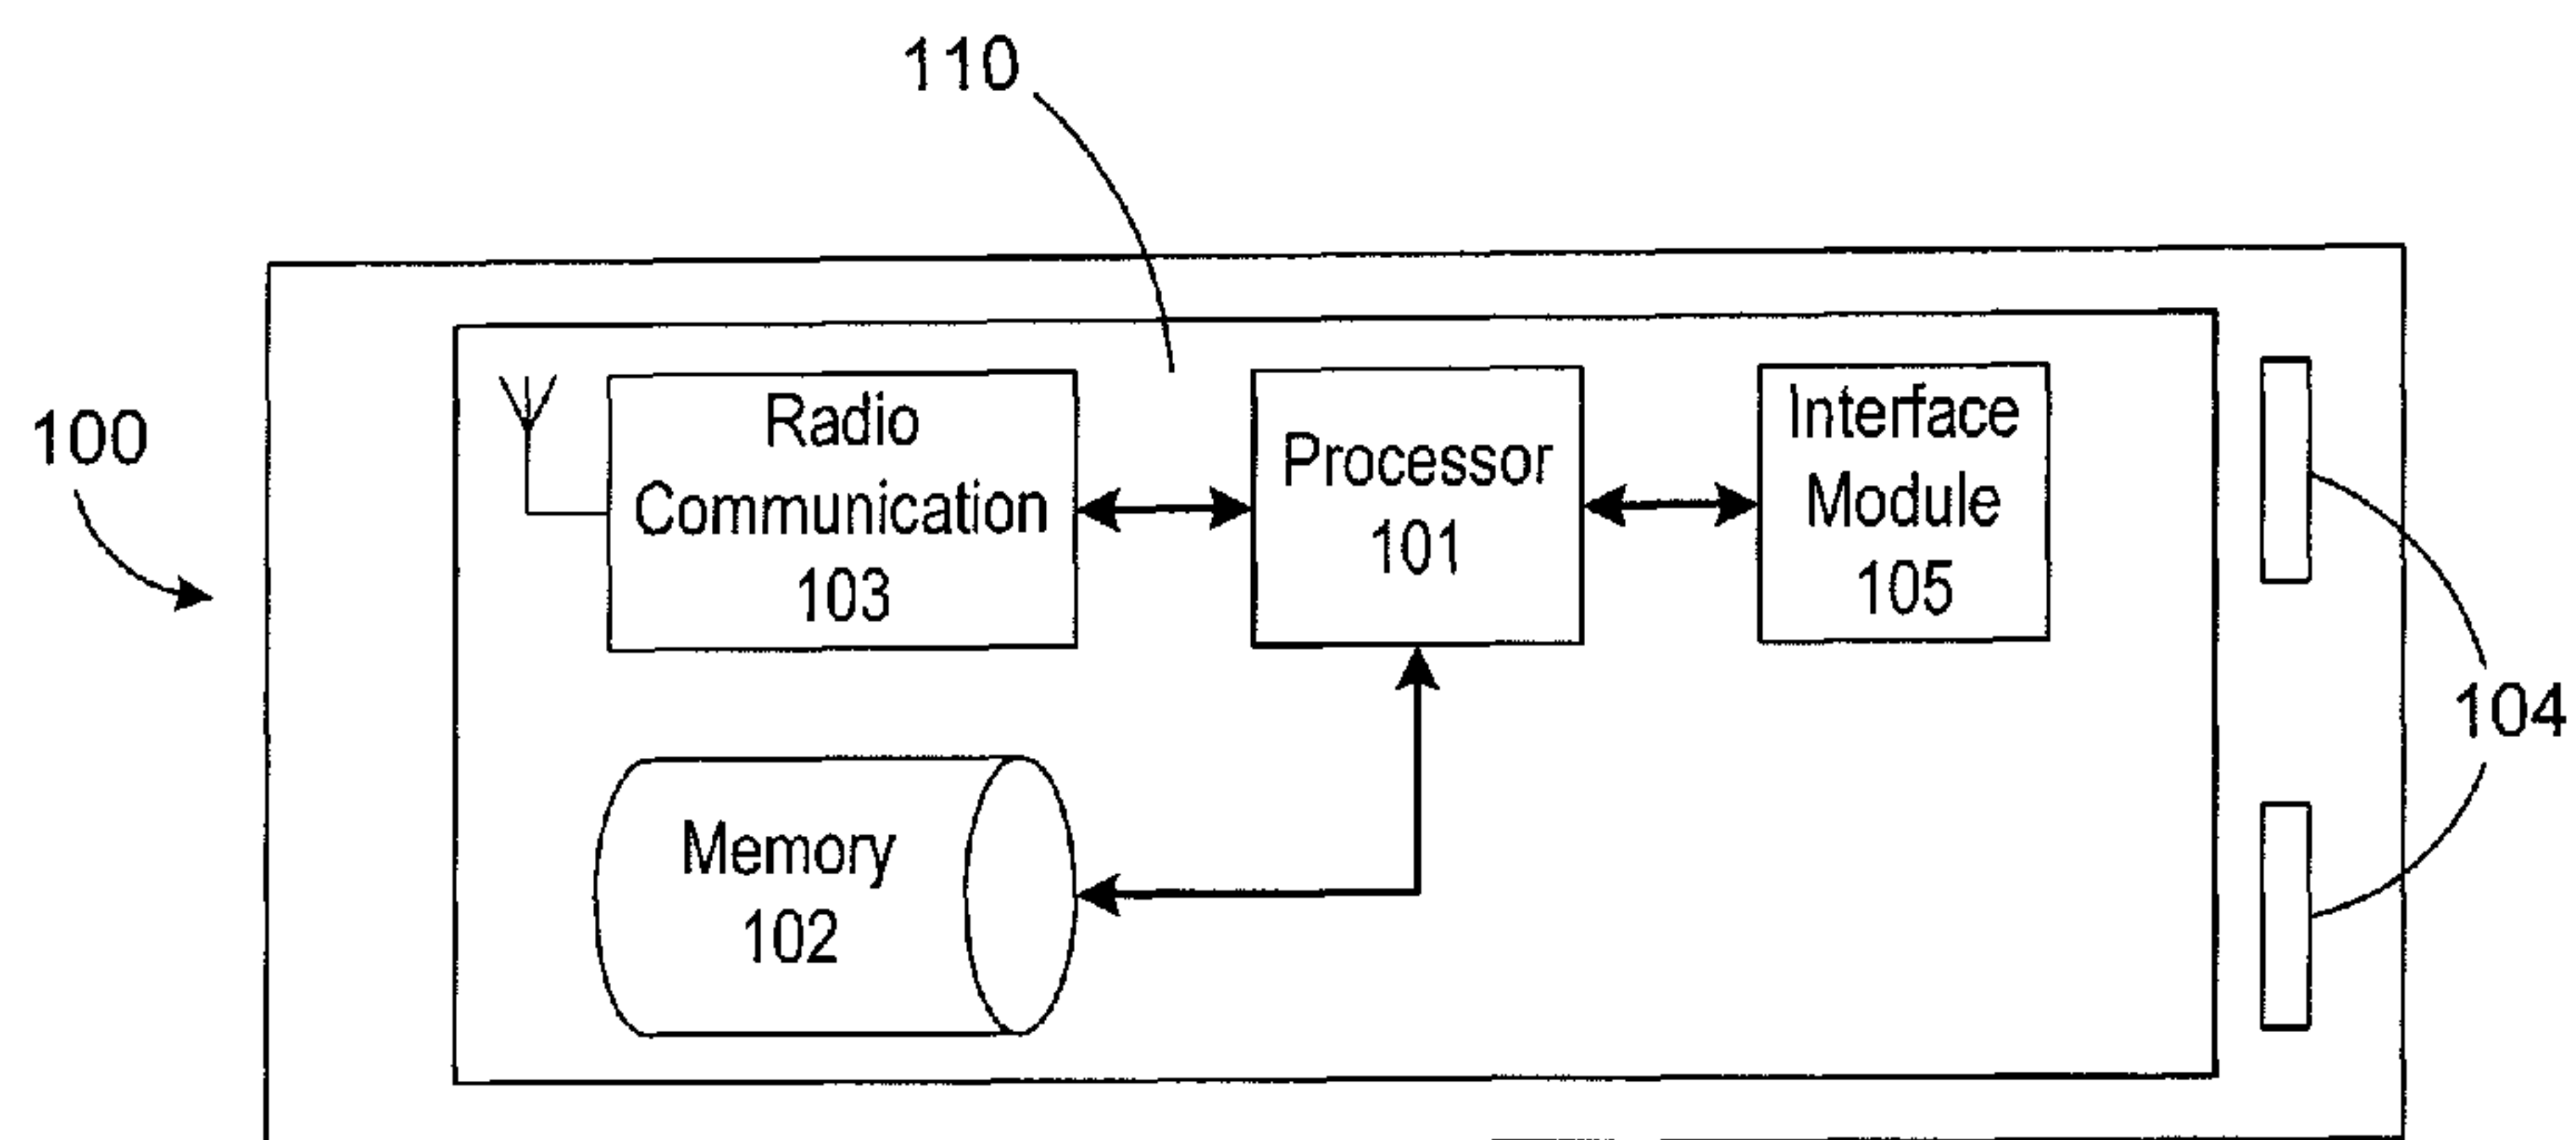 110
100
Radio
Communication
103
Processor
101
Interface
Module
105
104
Memory
102